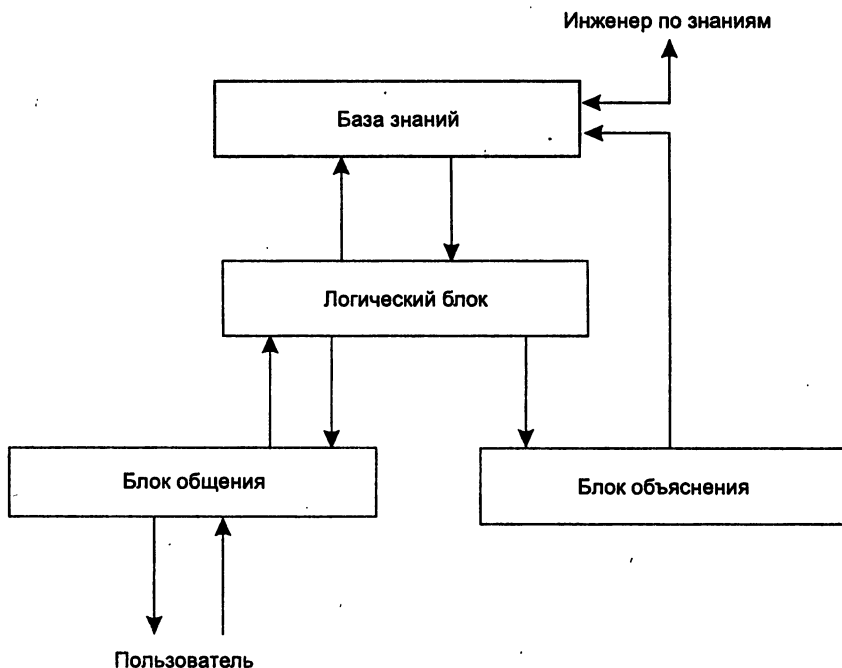 Инженер по знаниям
База знаний
Логический блок
Блок общения
Блок объяснения
Пользователь